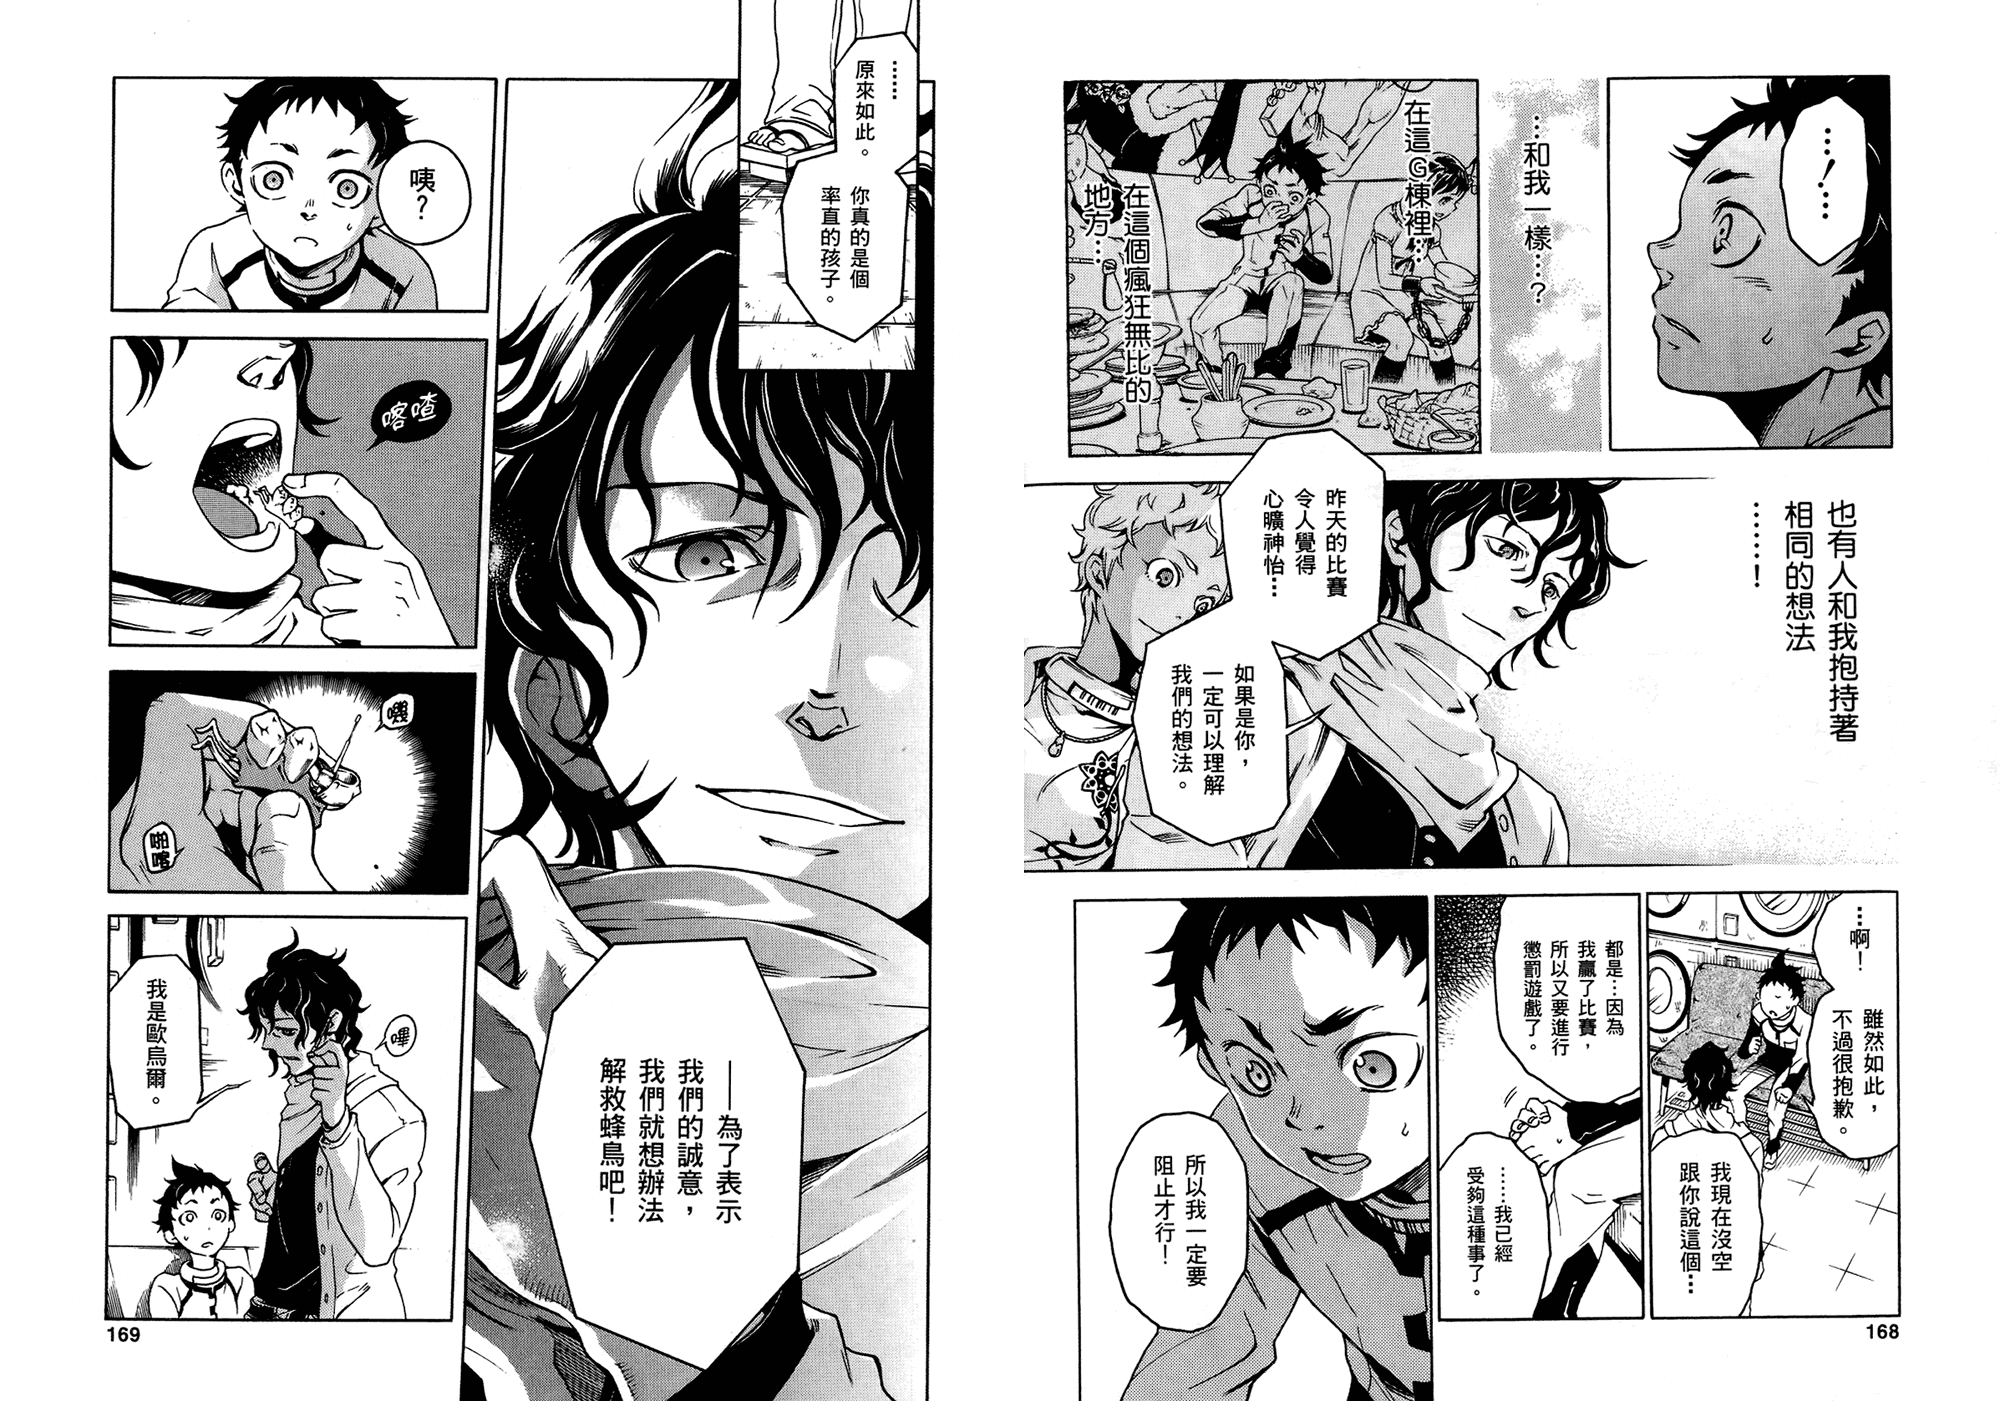 …！…
…和我一樣…？
在這G棟裡…
在這個瘋狂無比的
地方…
也有人和我抱持著
相同的想法
……！
昨天的比賽
令人覺得
心曠神怡…
如果是你，
一定可以理解
我們的想法。
…啊！
雖然如此，
不過很抱歉。
我現在沒空
跟你說這個…
都是…因為
我贏了比賽，
所以又要進行
懲罰遊戲了。
……我已經
受夠這種事了。
所以我一定要
阻止才行！
168
……
原來如此。
你真的是個
率直的孩子。
——為了表示
我們的誠意，
我們就想辦法
解救蜂鳥吧！
咦？
喀喳
嘰
啪喀
嗶
我是歐烏爾。
169